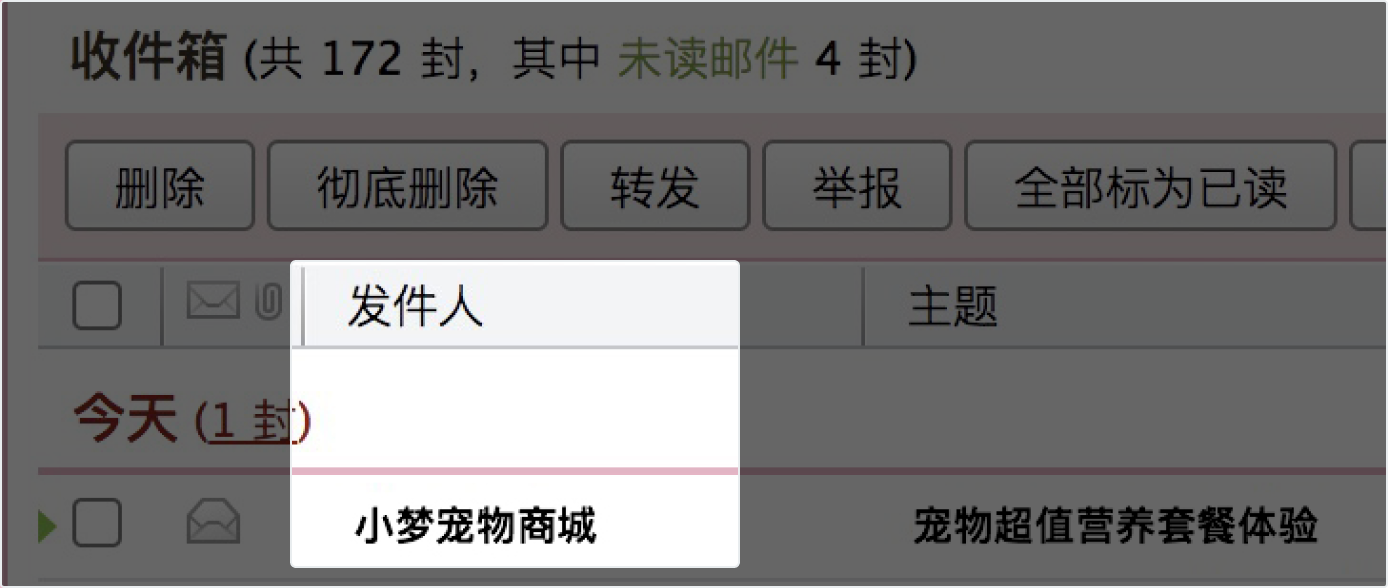 收件箱 (共 172 封, 其中 未读邮件 4 封)
删除 彻底删除 转发 举报 全部标为已读
发件人 主题
今天 (1 封)
小梦宠物商城 宠物超值营养套餐体验